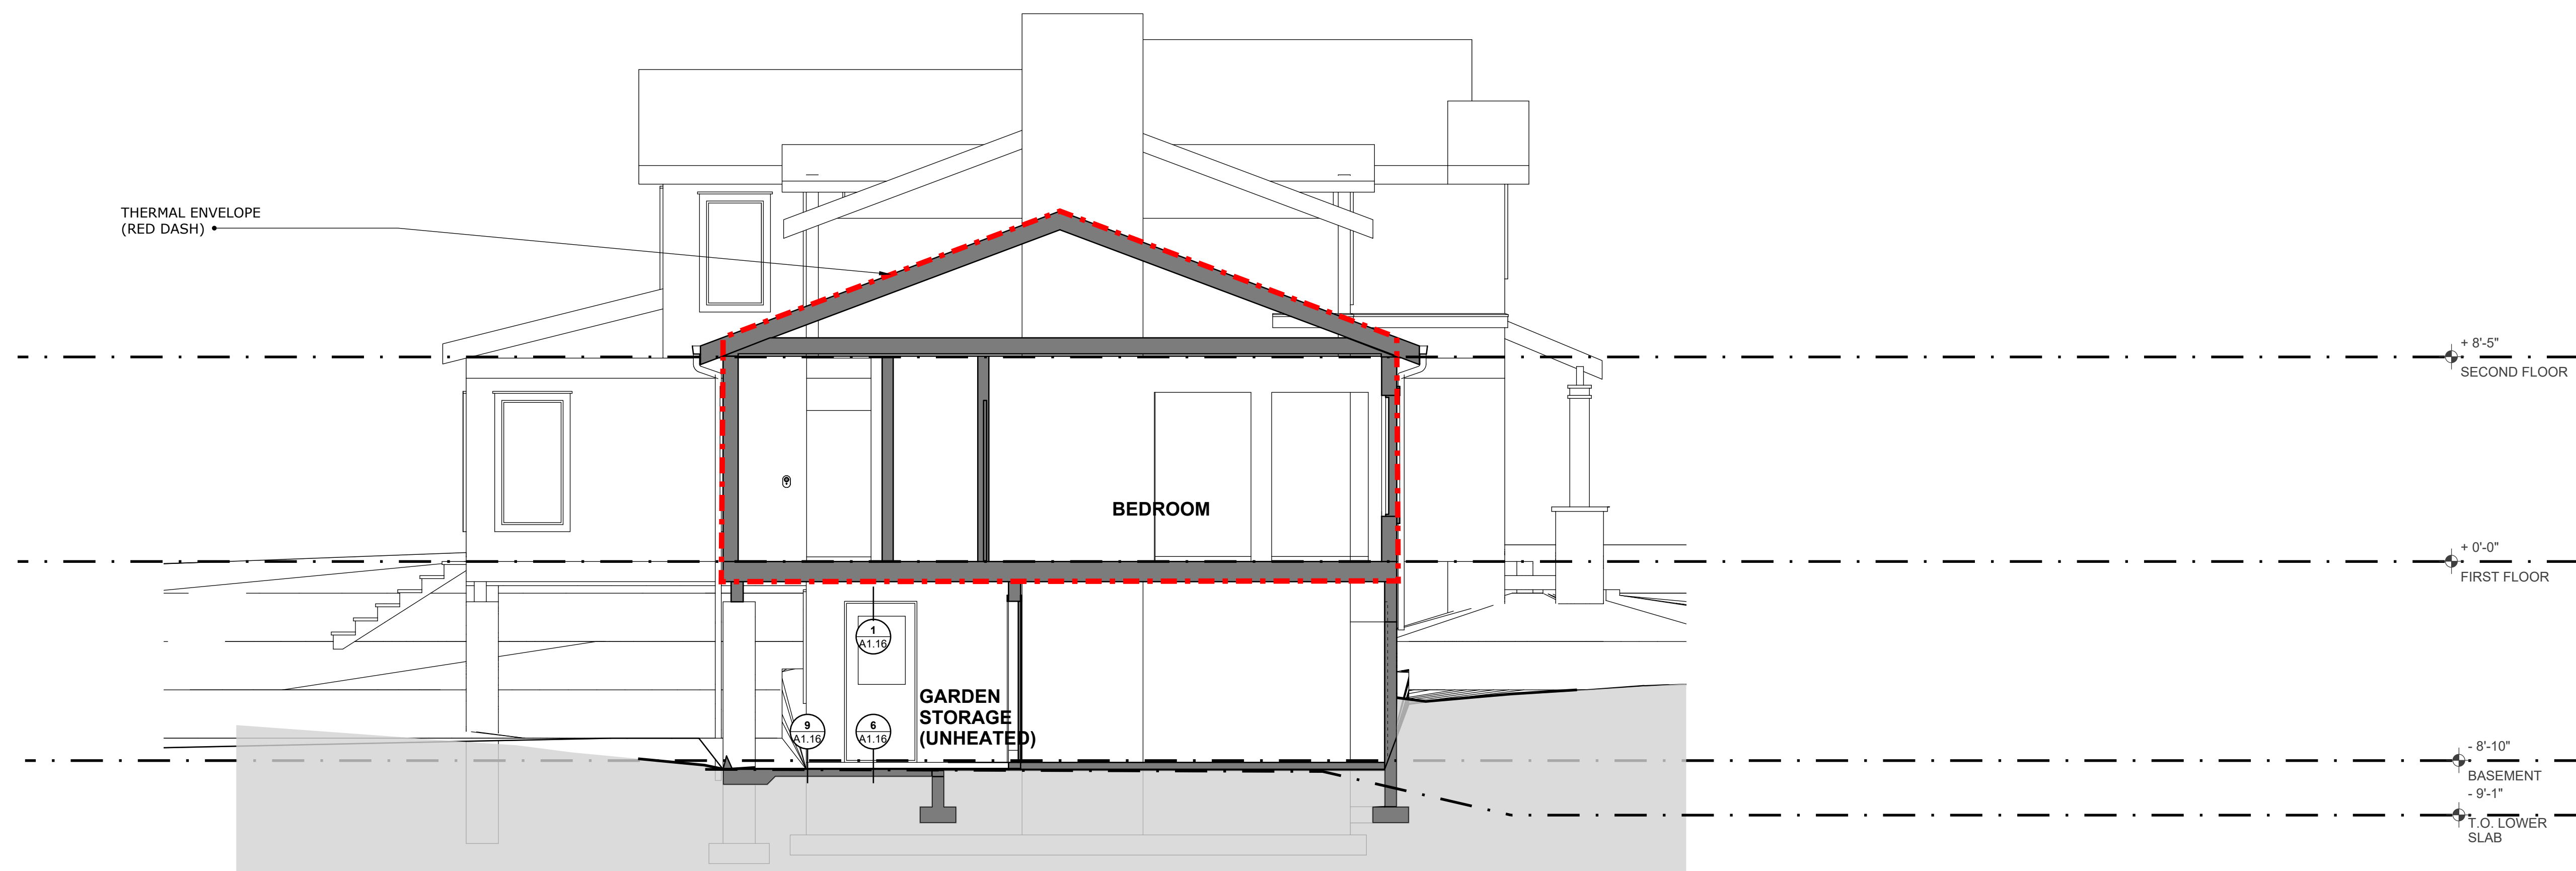 THERMAL ENVELOPE
(RED DASH)
+ 8'-5"
SECOND FLOOR
BEDROOM
+ 0'-0"
FIRST FLOOR
1
A1.16
GARDEN
STORAGE
(UNHEATED)
9
A1.16
6
A1.16
- 8'-10"
BASEMENT
- 9'-1"
T.O. LOWER
SLAB